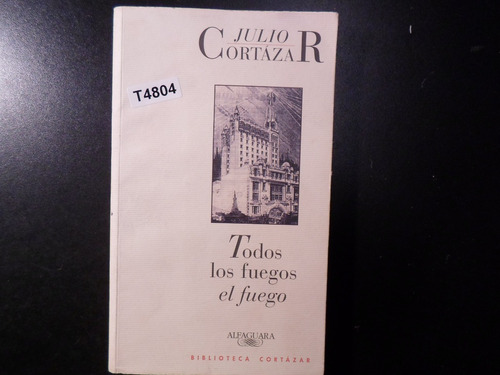 JULIO
CORTÁZAR
T4804
Todos
los fuegos
el fuego
ALFAGUARA
BIBLIOTECA CORTÁZAR